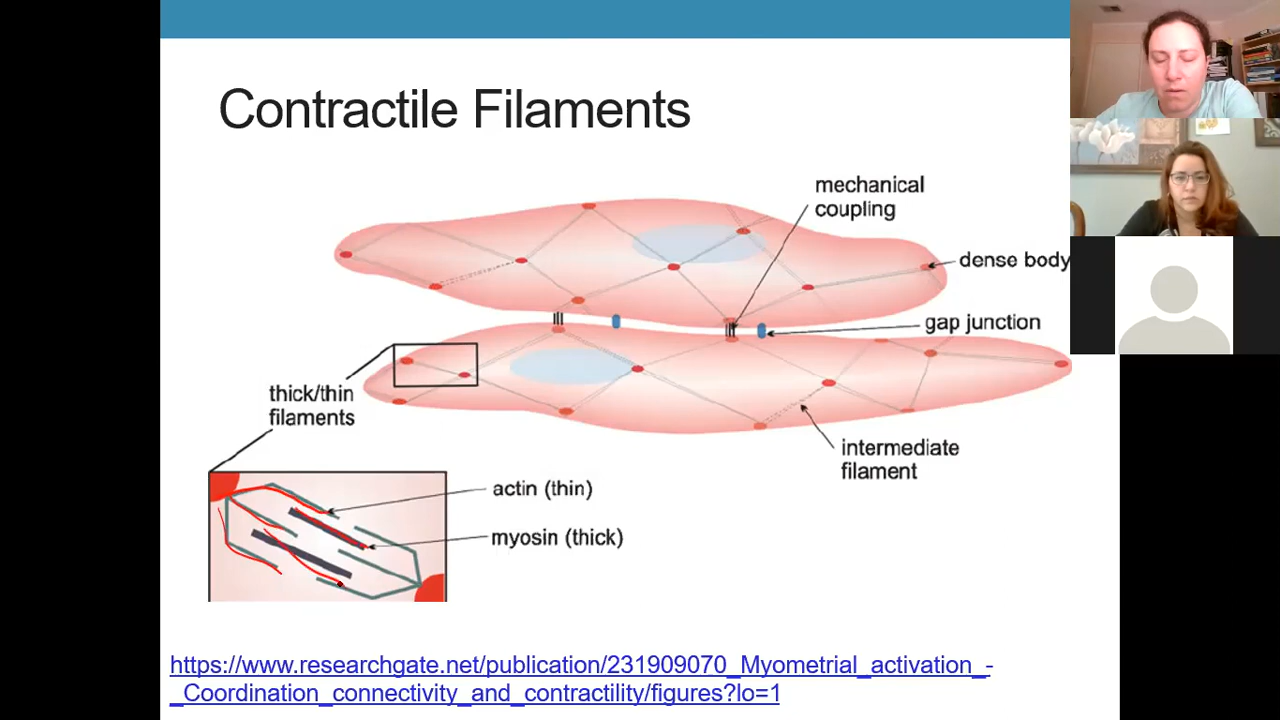 Contractile Filaments
mechanical
coupling
dense body
gap junction
thick/thin
filaments
intermediate
filament
actin (thin)
myosin (thick)
https://www.researchgate.net/publication/231909070_Myometrial_activation_-
_Coordination_connectivity_and_contractility/figures?lo=1